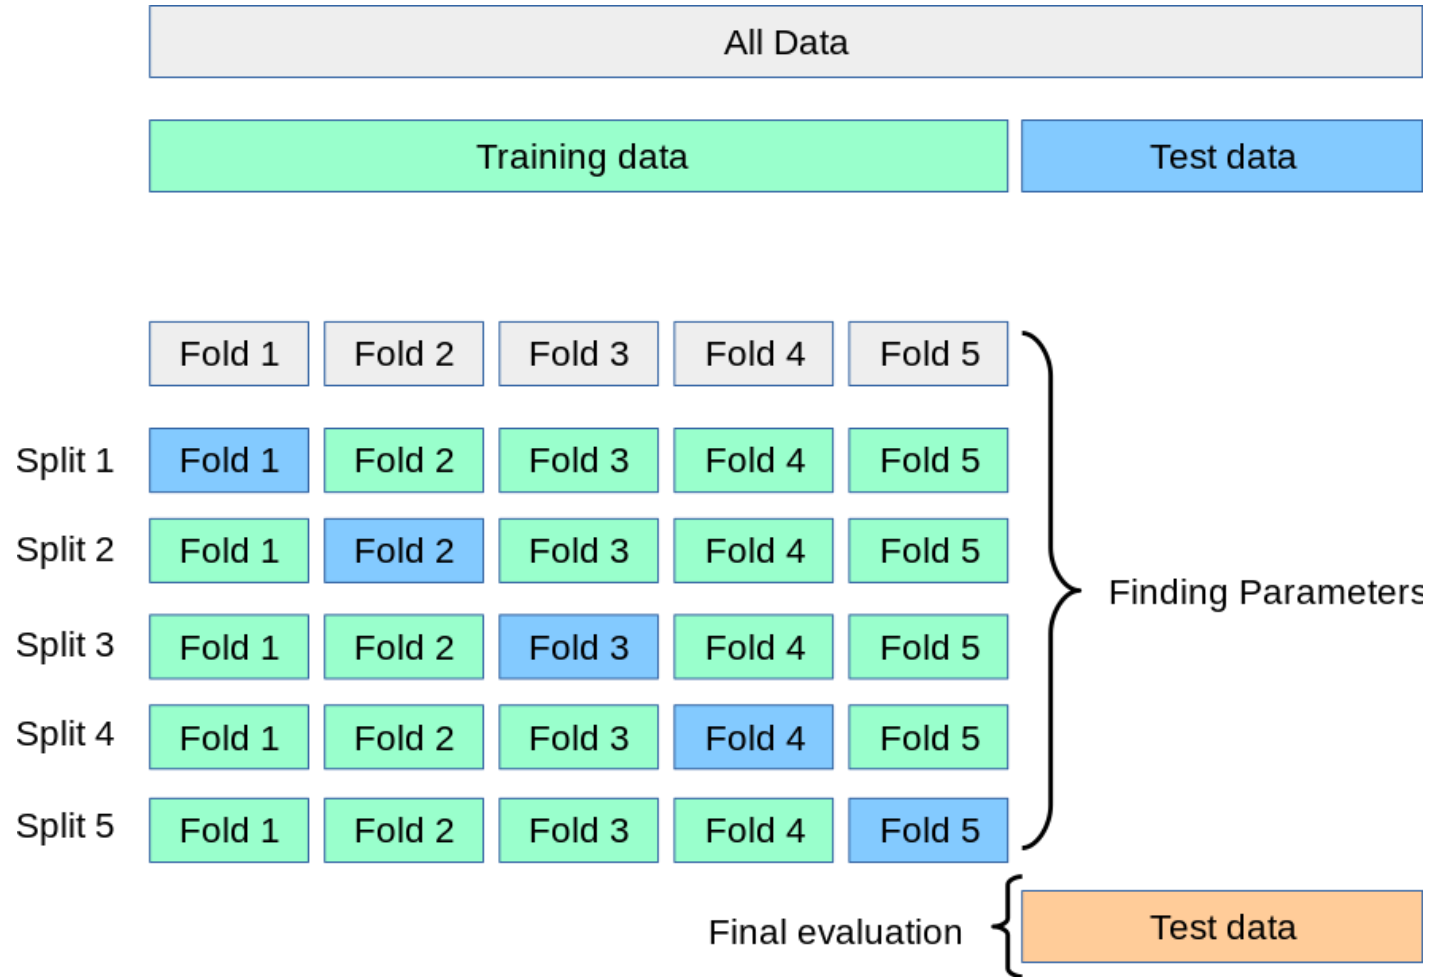 All Data
Training data Test data
Fold 1 Fold 2 Fold 3 Fold 4 Fold 5
Split 1 Fold 1 Fold 2 Fold 3 Fold 4 Fold 5
Split 2 Fold 1 Fold 2 Fold 3 Fold 4 Fold 5
Finding Parameters
Split 3 Fold 1 Fold 2 Fold 3 Fold 4 Fold 5
Split 4 Fold 1 Fold 2 Fold 3 Fold 4 Fold 5
Split 5 Fold 1 Fold 2 Fold 3 Fold 4 Fold 5
Final evaluation Test data